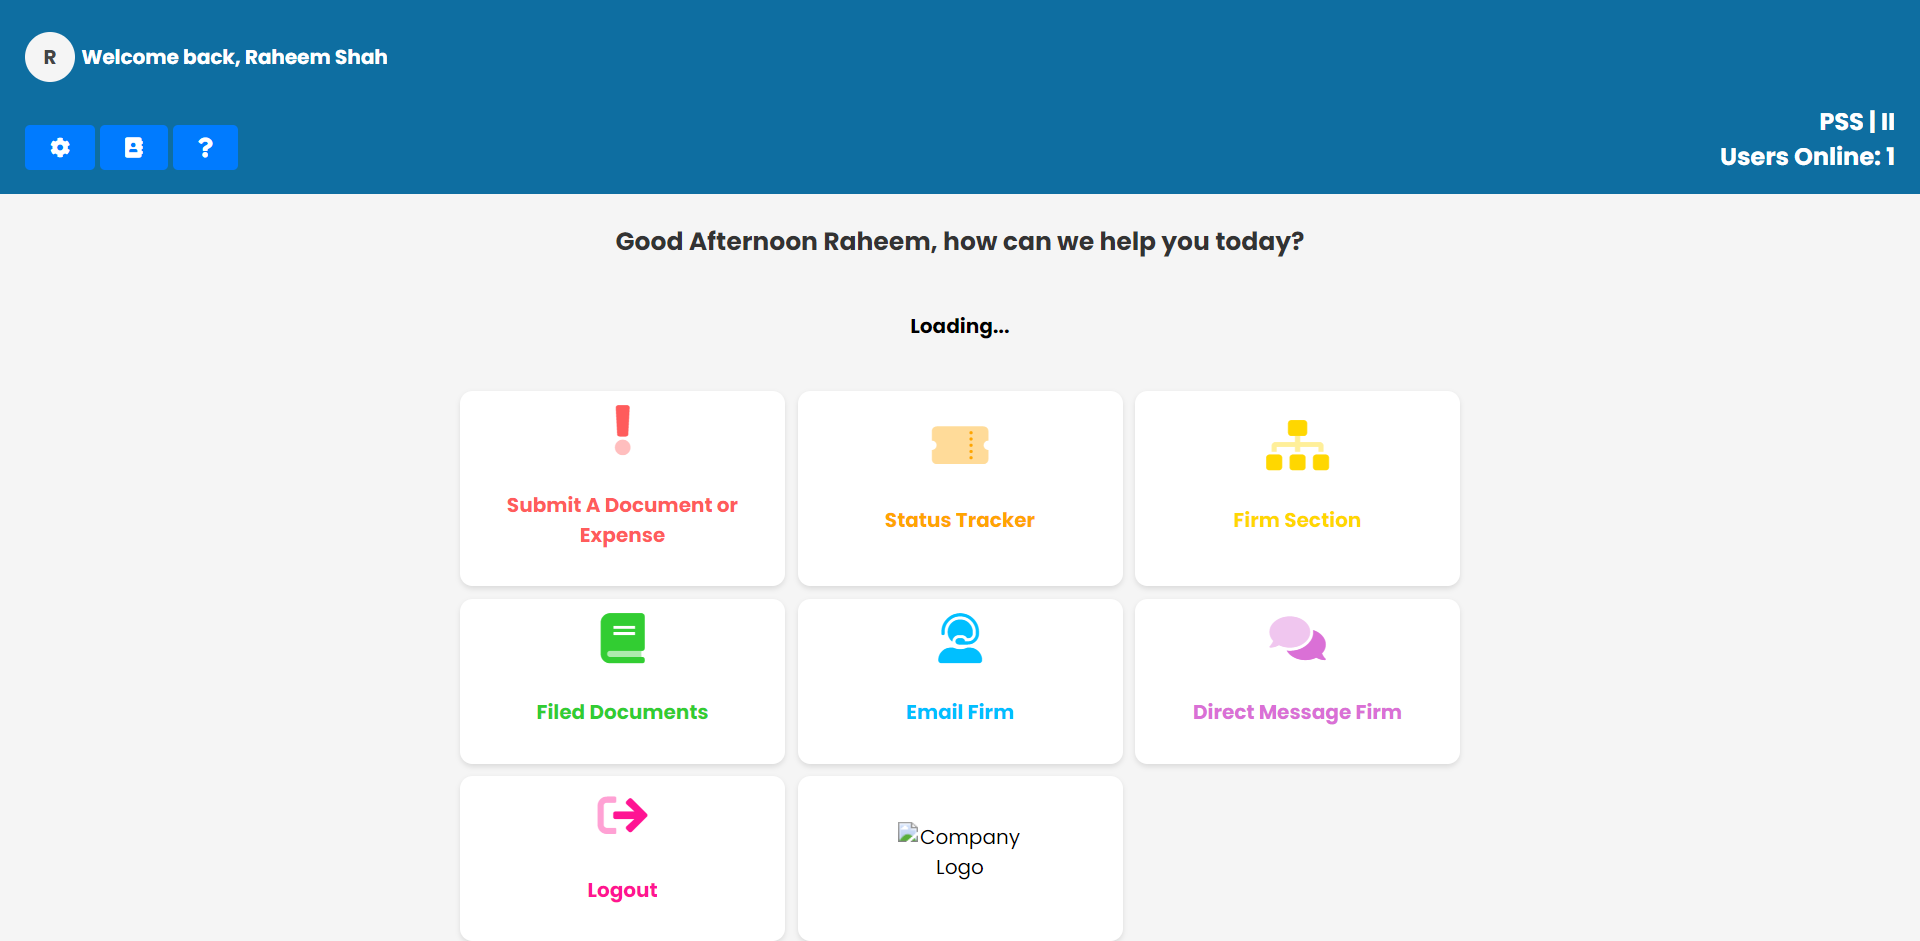 R
Welcome back, Raheem Shah
?
PSS | II
Users Online: 1
Good Afternoon Raheem, how can we help you today?
Loading...
Submit A Document or
Expense
Status Tracker
Firm Section
Filed Documents
Email Firm
Direct Message Firm
Logout
Company
Logo